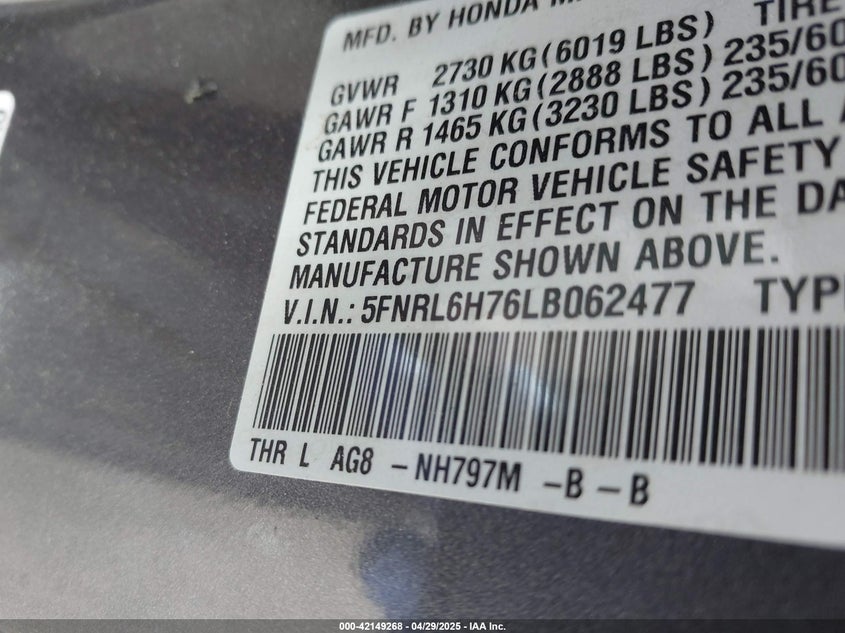 MFD. BY HONDA M
GVWR 2730 KG (6019 LBS) TIRE
GAWR F 1310 KG (2888 LBS) 235/60
GAWR R 1465 KG (3230 LBS) 235/60
THIS VEHICLE CONFORMS TO ALL A
FEDERAL MOTOR VEHICLE SAFETY
STANDARDS IN EFFECT ON THE DA
MANUFACTURE SHOWN ABOVE.
V.I.N.: 5FNRL6H76LB062477 TYP
THR L AG8 -NH797M -B-B
000-42149268 - 04/29/2025 - IAA Inc.